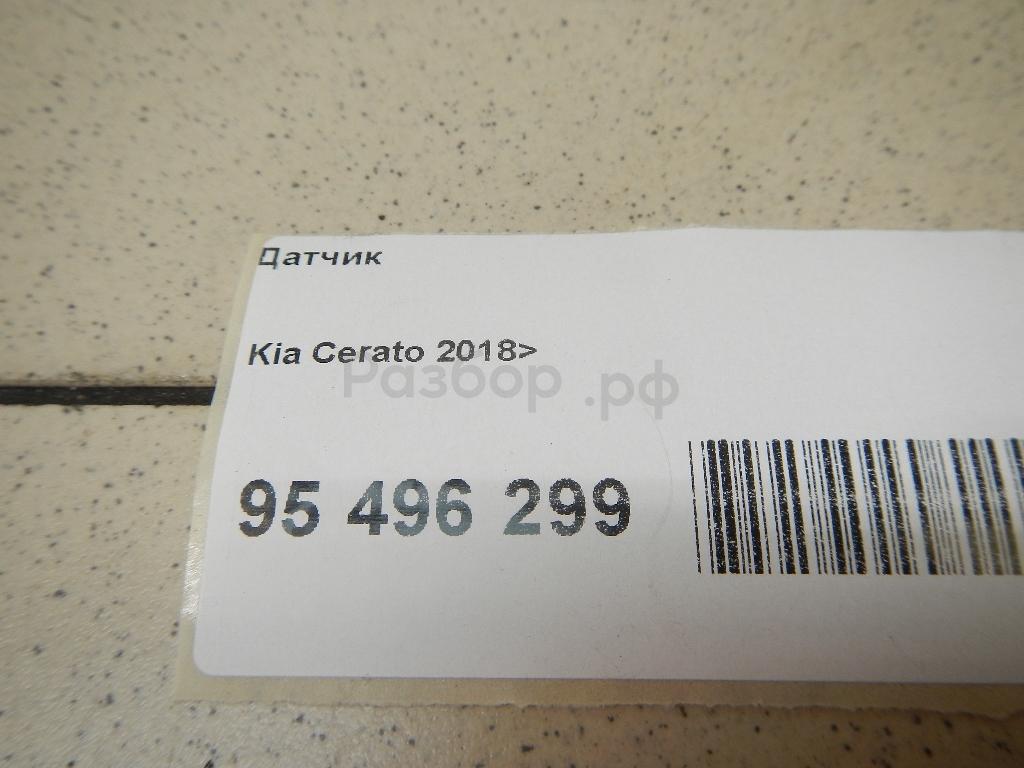 Датчик
Kia Cerato 2018>
Разбор.рф
95 496 299